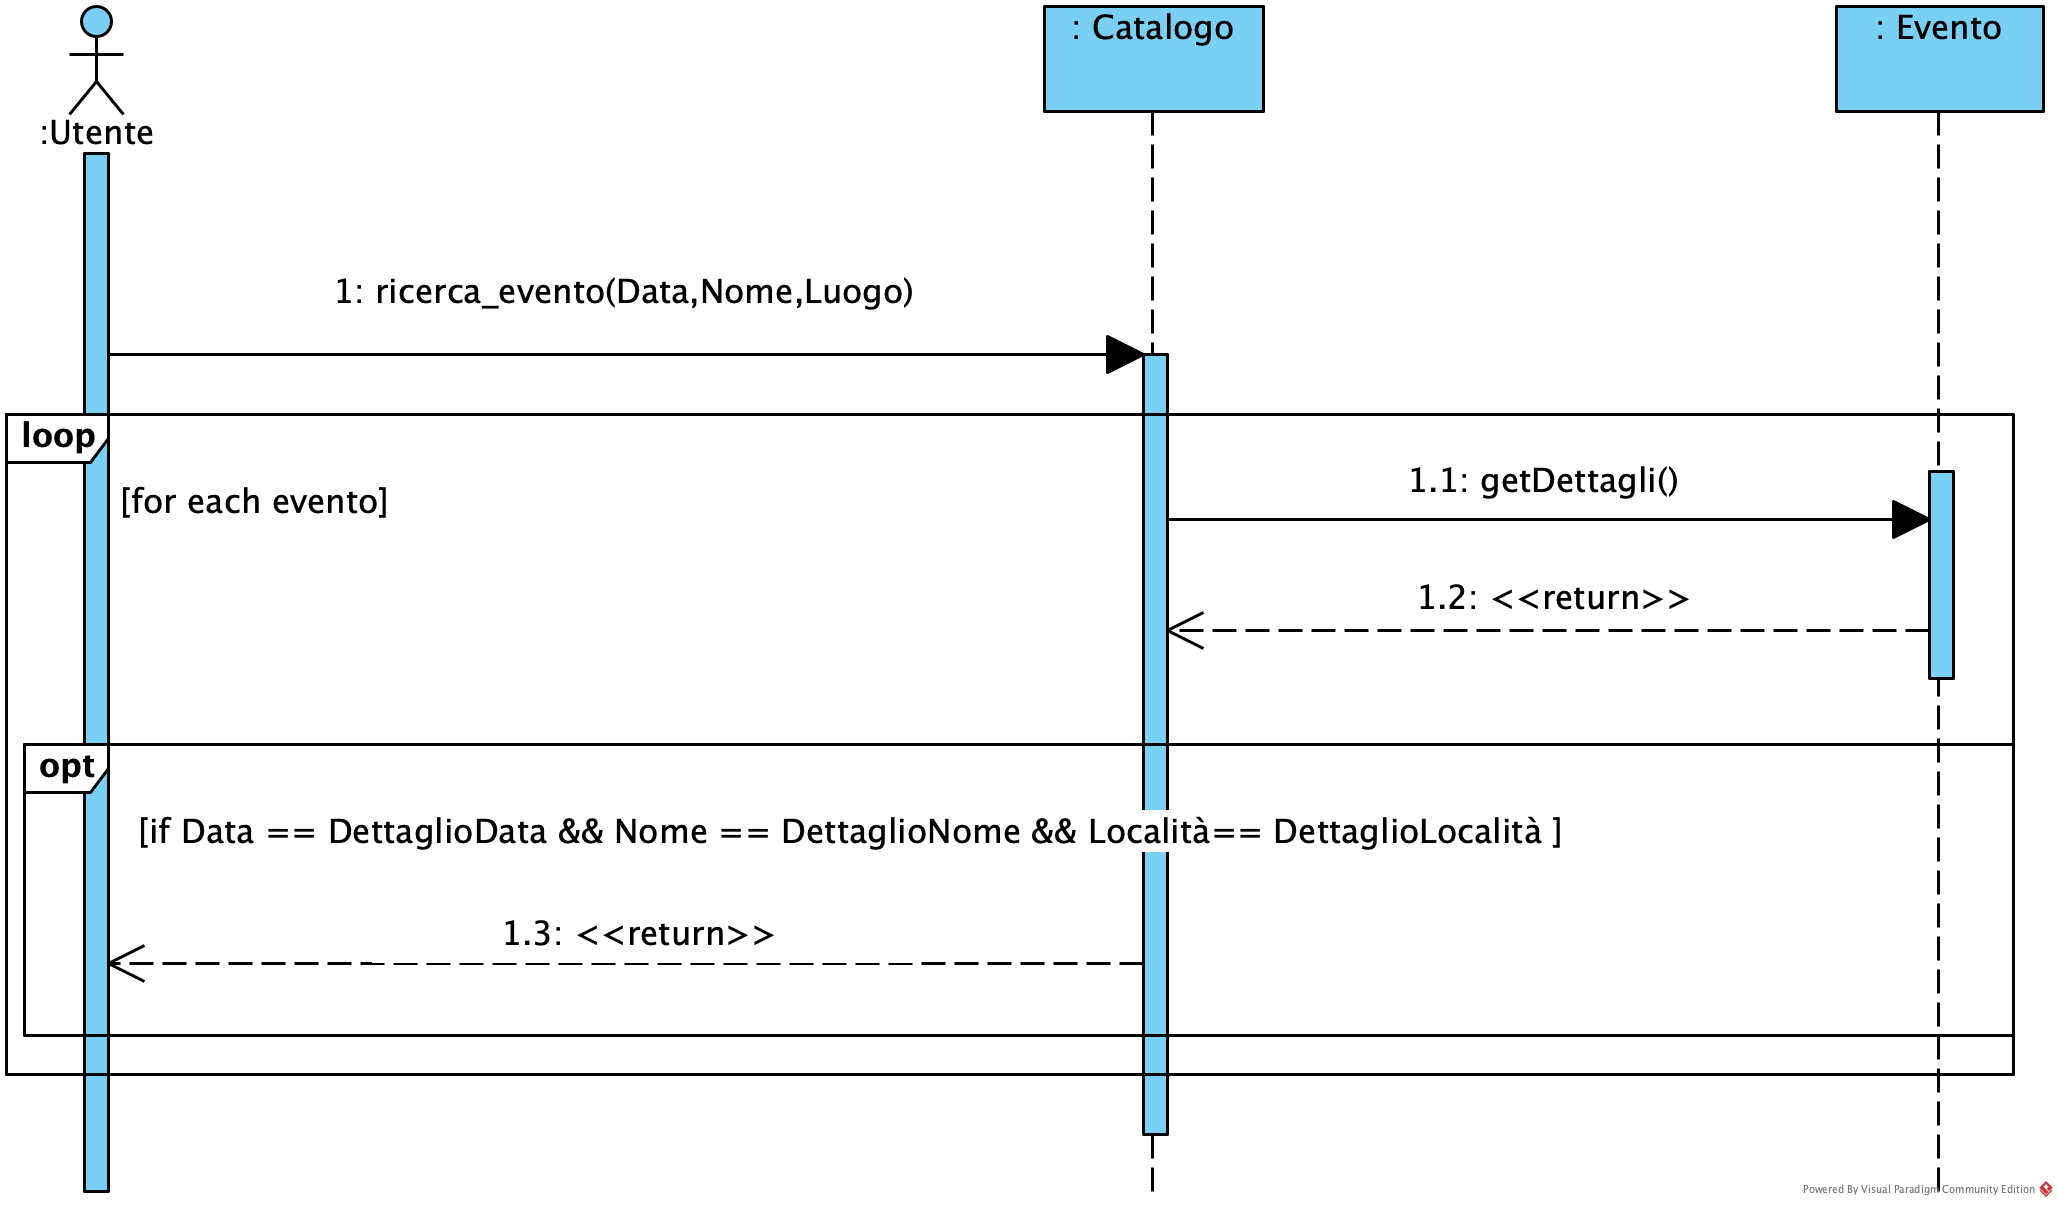 :Utente
: Catalogo
: Evento
1: ricerca_evento(Data,Nome,Luogo)
loop
[for each evento]
1.1: getDettagli()
1.2: <<return>>
opt
[if Data == DettaglioData && Nome == DettaglioNome && Località== DettaglioLocalità ]
1.3: <<return>>
Powered By Visual Paradigm Community Edition